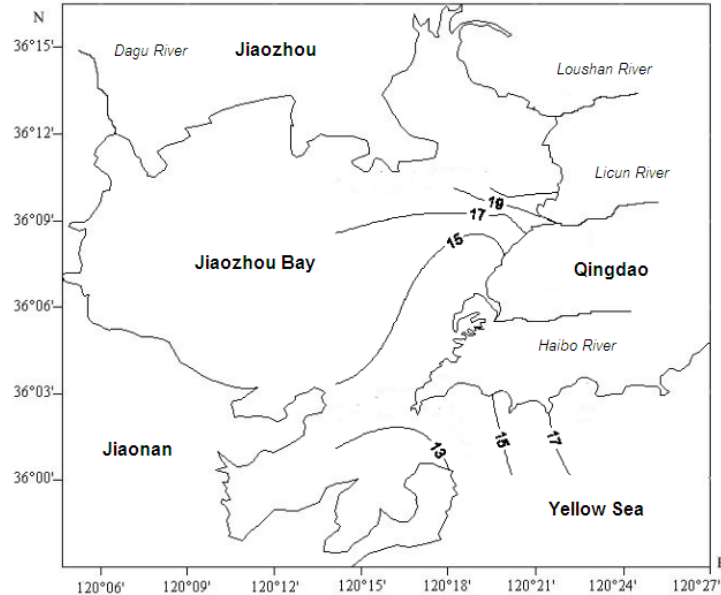 N
36°15'
Dagu River
Jiaozhou
Loushan River
36°12'
Licun River
19
17
36°09'
15
Jiaozhou Bay
Qingdao
36°06'
Haibo River
36°03'
Jiaonan
13
15
17
36°00'
Yellow Sea
E
120°06'
120°09'
120°12'
120°15'
120°18'
120°21'
120°24'
120°27'